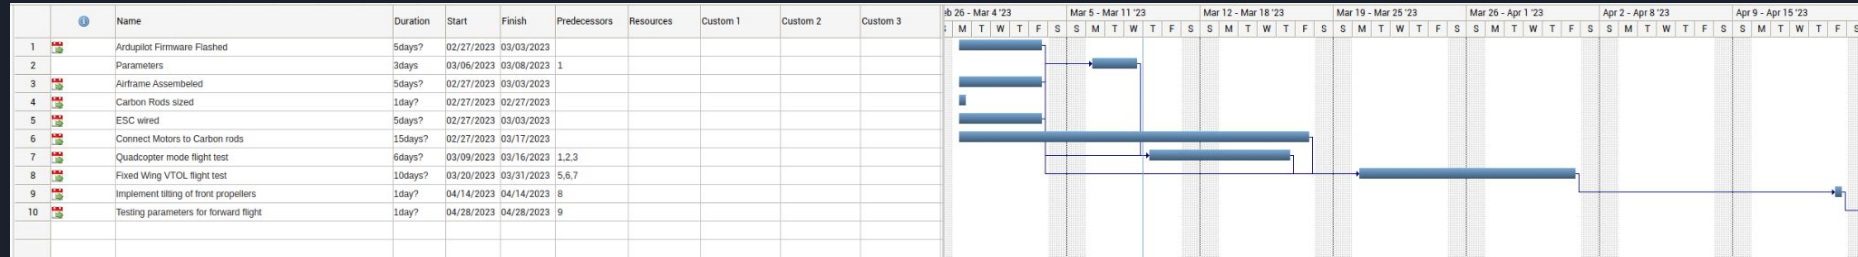 Name Duration Start Finish Predecessors Resources Custom 1 Custom 2 Custom 3
1 Ardupilot Firmware Flashed 5days? 02/27/2023 03/03/2023
2 Parameters 3days 03/06/2023 03/08/2023 1
3 Airframe Assembeled 5days? 02/27/2023 03/03/2023
4 Carbon Rods sized 1day? 02/27/2023 02/27/2023
5 ESC wired 5days? 02/27/2023 03/03/2023
6 Connect Motors to Carbon rods 15days? 02/27/2023 03/17/2023
7 Quadcopter mode flight test 6days? 03/09/2023 03/16/2023 1,2,3
8 Fixed Wing VTOL flight test 10days? 03/20/2023 03/31/2023 5,6,7
9 Implement tilting of front propellers 1day? 04/14/2023 04/14/2023 8
10 Testing parameters for forward flight 1day? 04/28/2023 04/28/2023 9
26 - Mar 4 '23 Mar 5 - Mar 11 '23 Mar 12 - Mar 18 '23 Mar 19 - Mar 25 '23 Mar 26 - Apr 1 '23 Apr 2 - Apr 8 '23 Apr 9 - Apr 15 '23
M T W T F S S M T W T F S S M T W T F S S M T W T F S S M T W T F S S M T W T F S S M T W T F